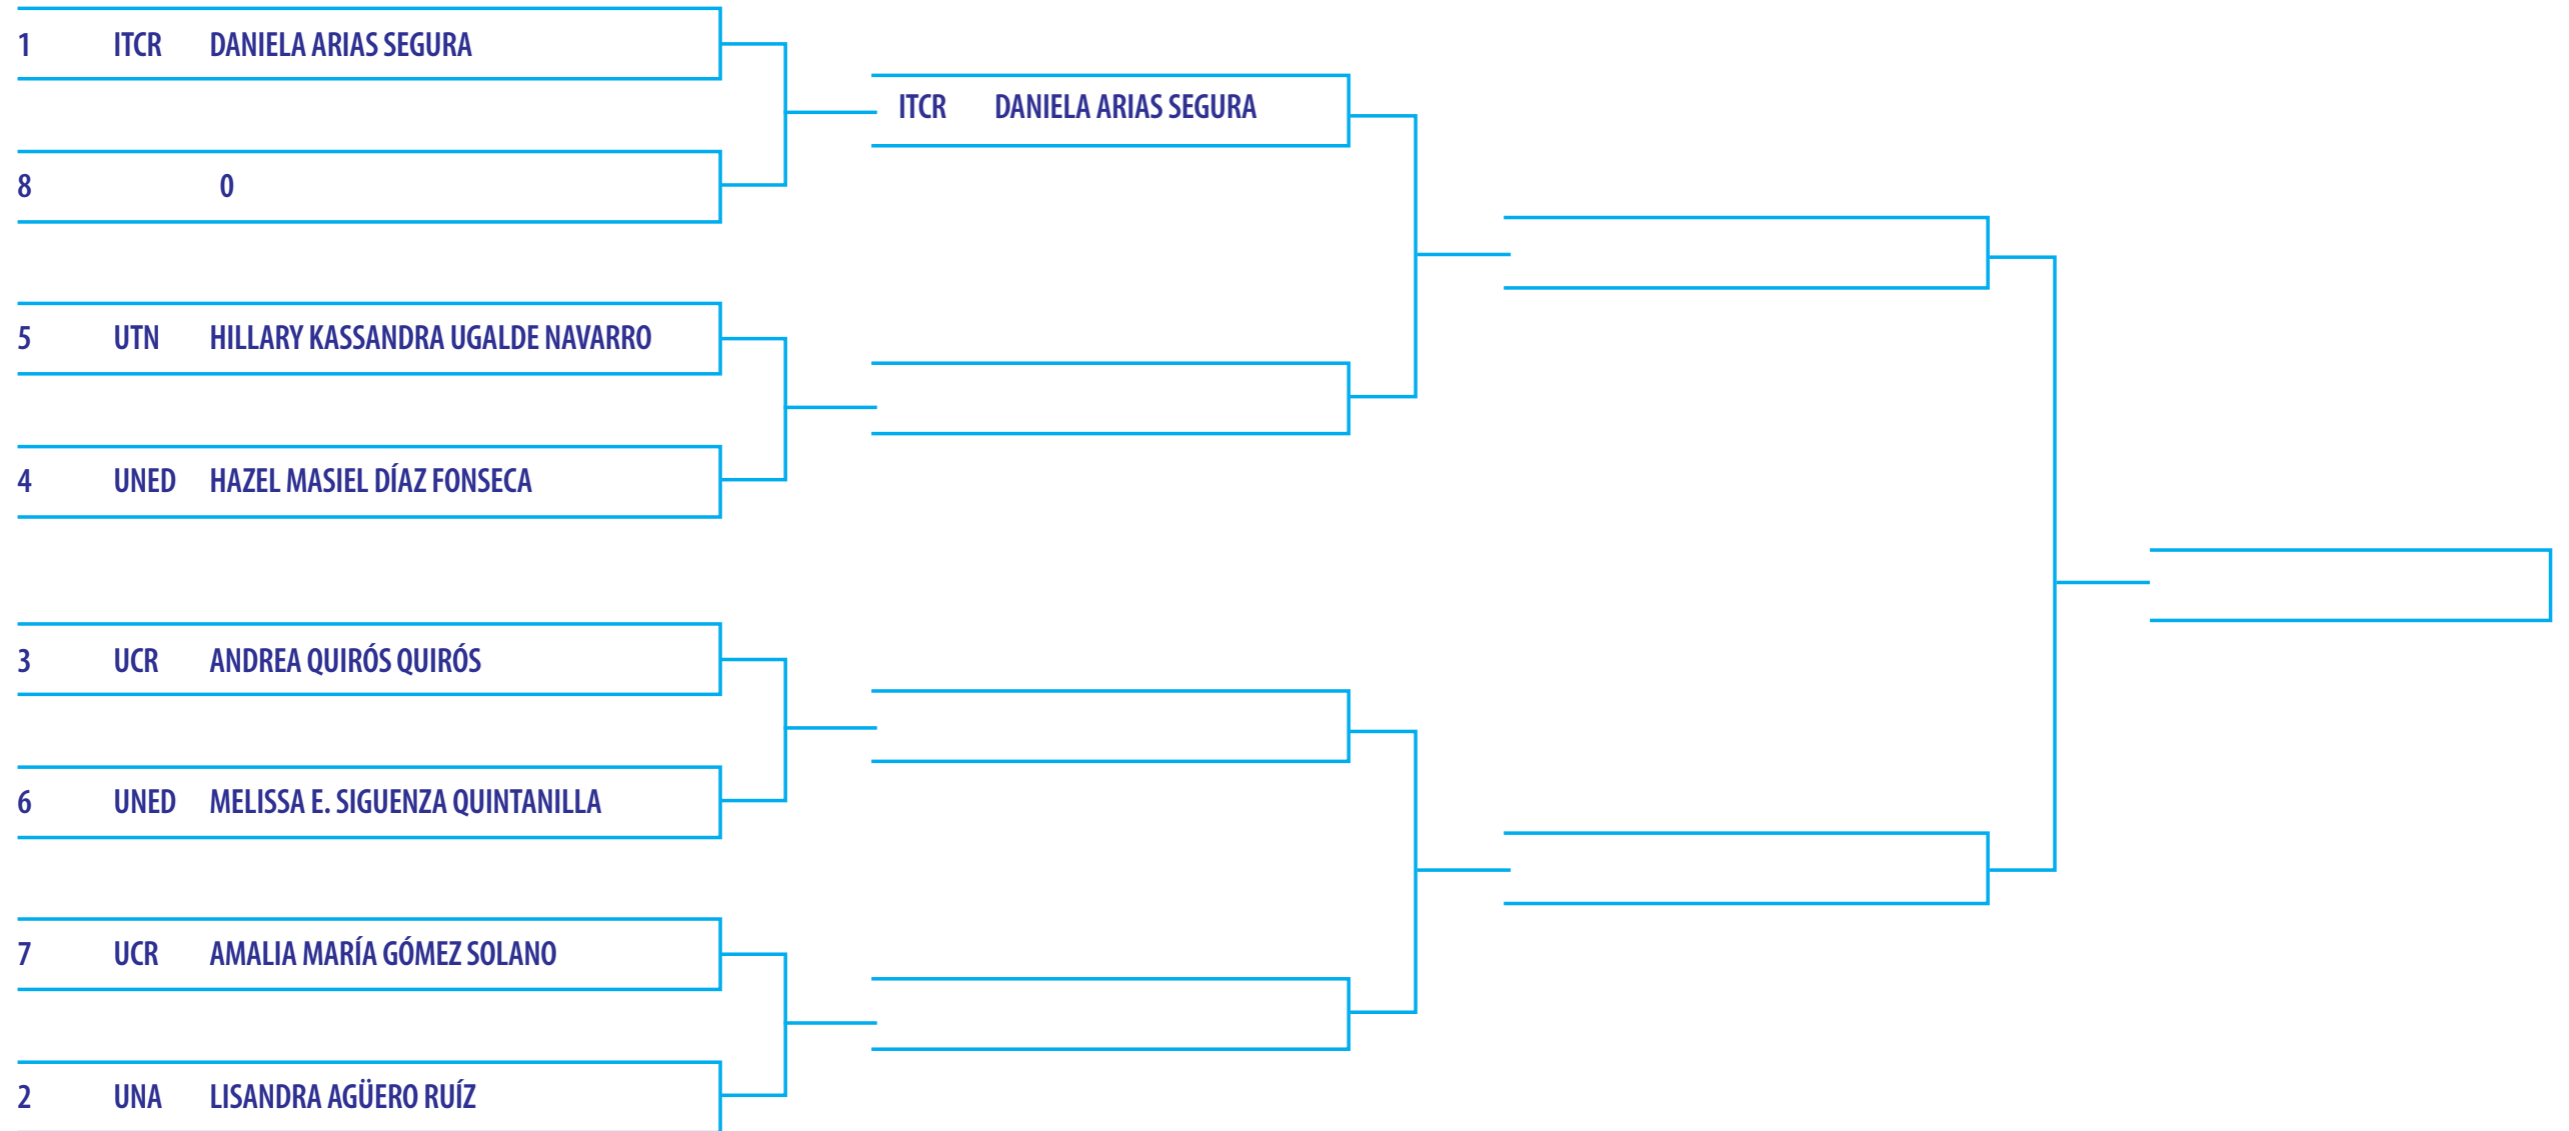 1 ITCR DANIELA ARIAS SEGURA
ITCR DANIELA ARIAS SEGURA
8 0
5 UTN HILLARY KASSANDRA UGALDE NAVARRO
4 UNED HAZEL MASIEL DÍAZ FONSECA
3 UCR ANDREA QUIRÓS QUIRÓS
6 UNED MELISSA E. SIGUENZA QUINTANILLA
7 UCR AMALIA MARÍA GÓMEZ SOLANO
2 UNA LISANDRA AGÜERO RUÍZ